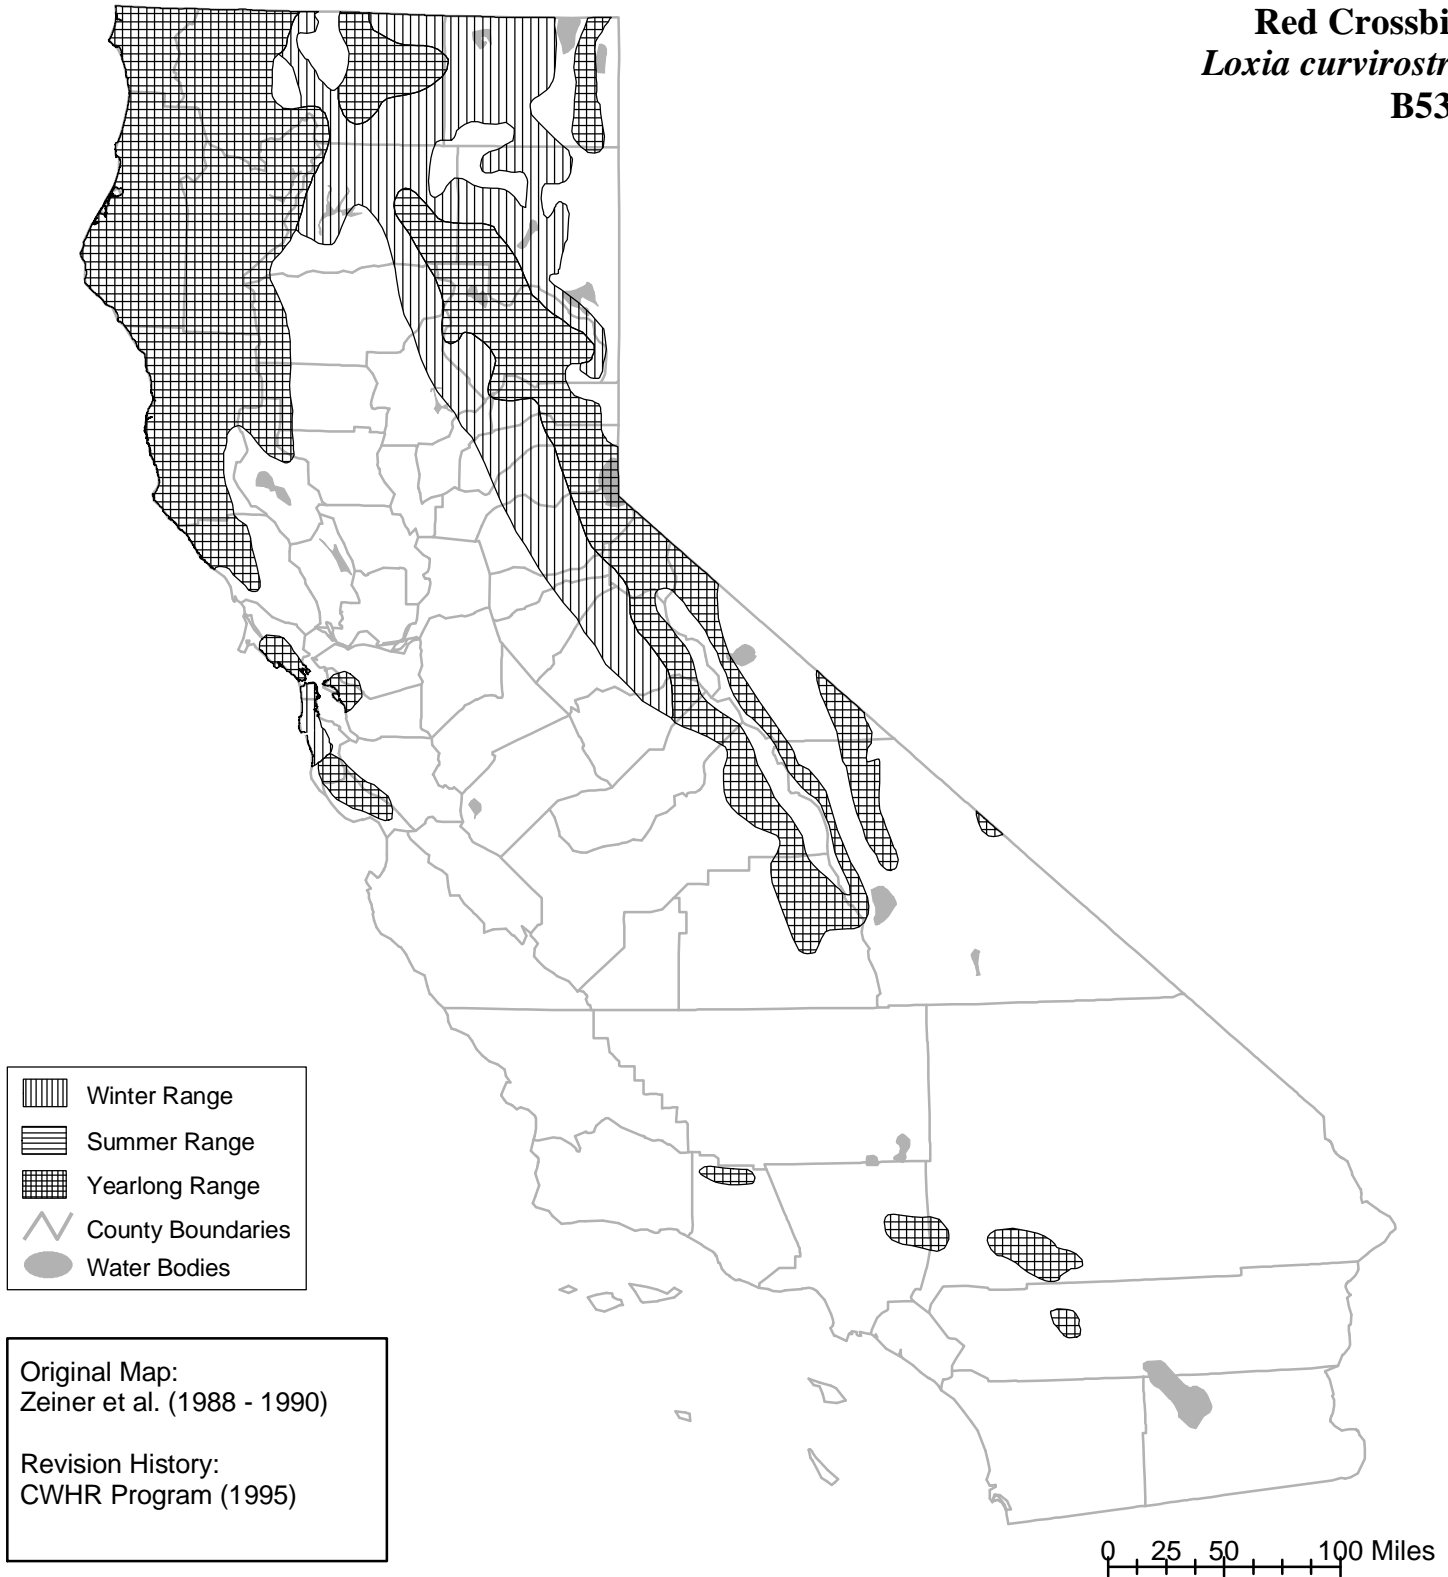 Red Crossbi
Loxia curvirostr
B53
Winter Range
Summer Range
Yearlong Range
County Boundaries
Water Bodies
Original Map:
Zeiner et al. (1988 - 1990)
Revision History:
CWHR Program (1995)
0 25 50 100 Miles